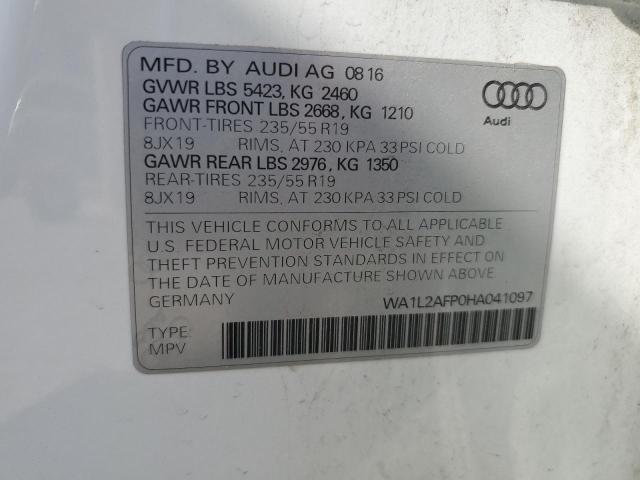 MFD. BY AUDI AG 08 16
GVWR LBS 5423, KG 2460
GAWR FRONT LBS 2668, KG 1210
FRONT-TIRES 235/55 R19
8JX19 RIMS, AT 230 KPA 33 PSI COLD
GAWR REAR LBS 2976, KG 1350
REAR-TIRES 235/55 R19
8JX19 RIMS, AT 230 KPA 33 PSI COLD
Audi
THIS VEHICLE CONFORMS TO ALL APPLICABLE
U.S. FEDERAL MOTOR VEHICLE SAFETY AND
THEFT PREVENTION STANDARDS IN EFFECT ON
THE DATE OF MANUFACTURE SHOWN ABOVE.
GERMANY WA1L2AFP0HA041097
TYPE:
MPV